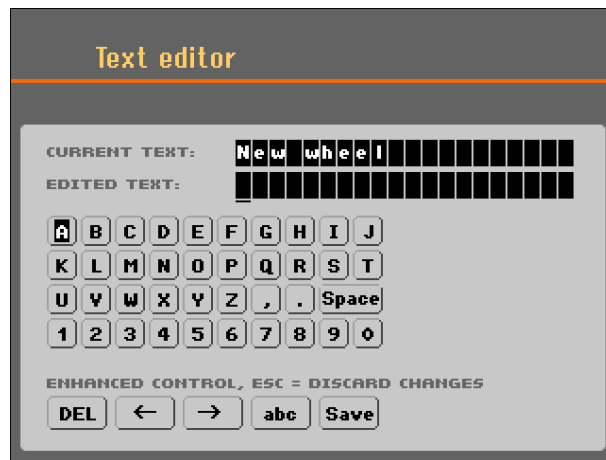 Text editor
CURRENT TEXT: New wheel
EDITED TEXT:
A B C D E F G H I J
K L M N O P Q R S T
U V W X Y Z , . Space
1 2 3 4 5 6 7 8 9 0
ENHANCED CONTROL, ESC = DISCARD CHANGES
DEL ← → abc Save